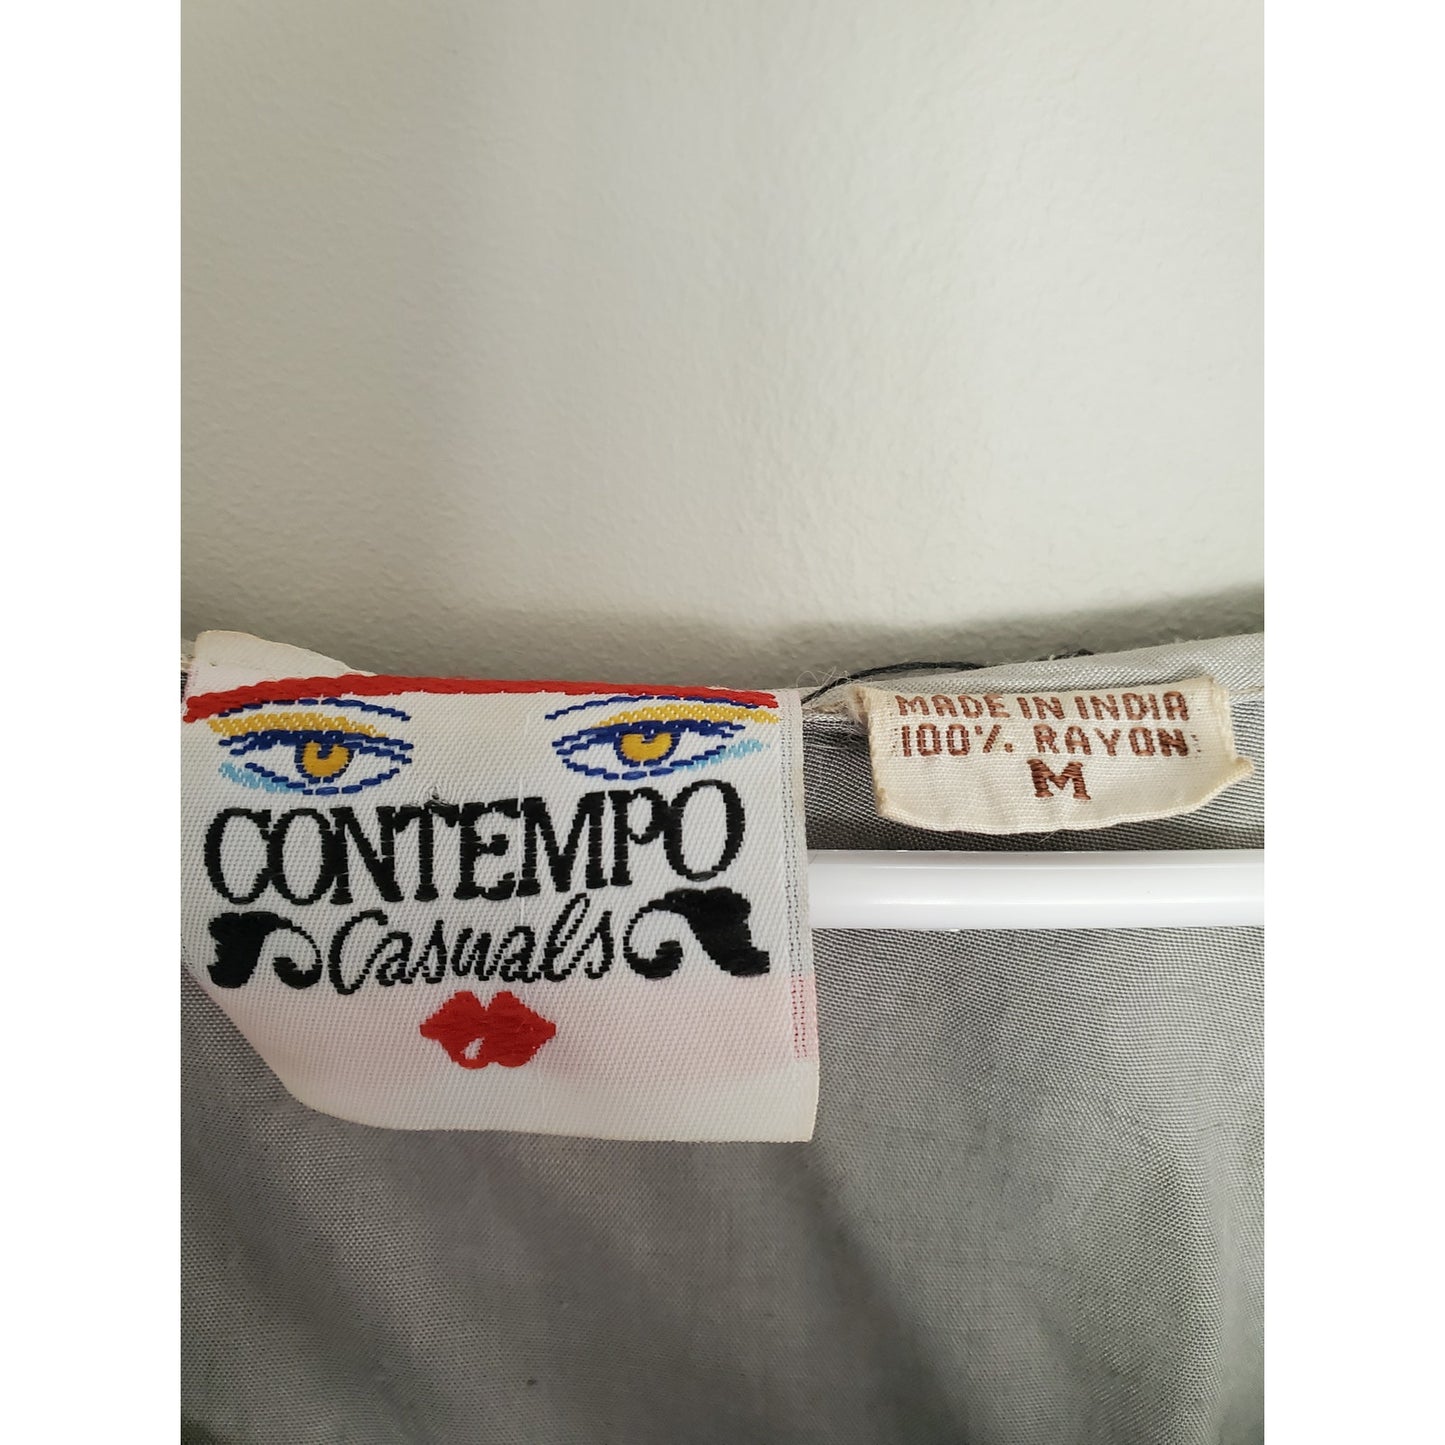 CONTEMPO
Casuals
MADE IN INDIA
100% RAYON
M